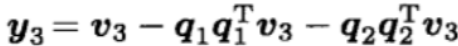 y₃ = v₃ − q₁q₁ᵀv₃ − q₂q₂ᵀv₃